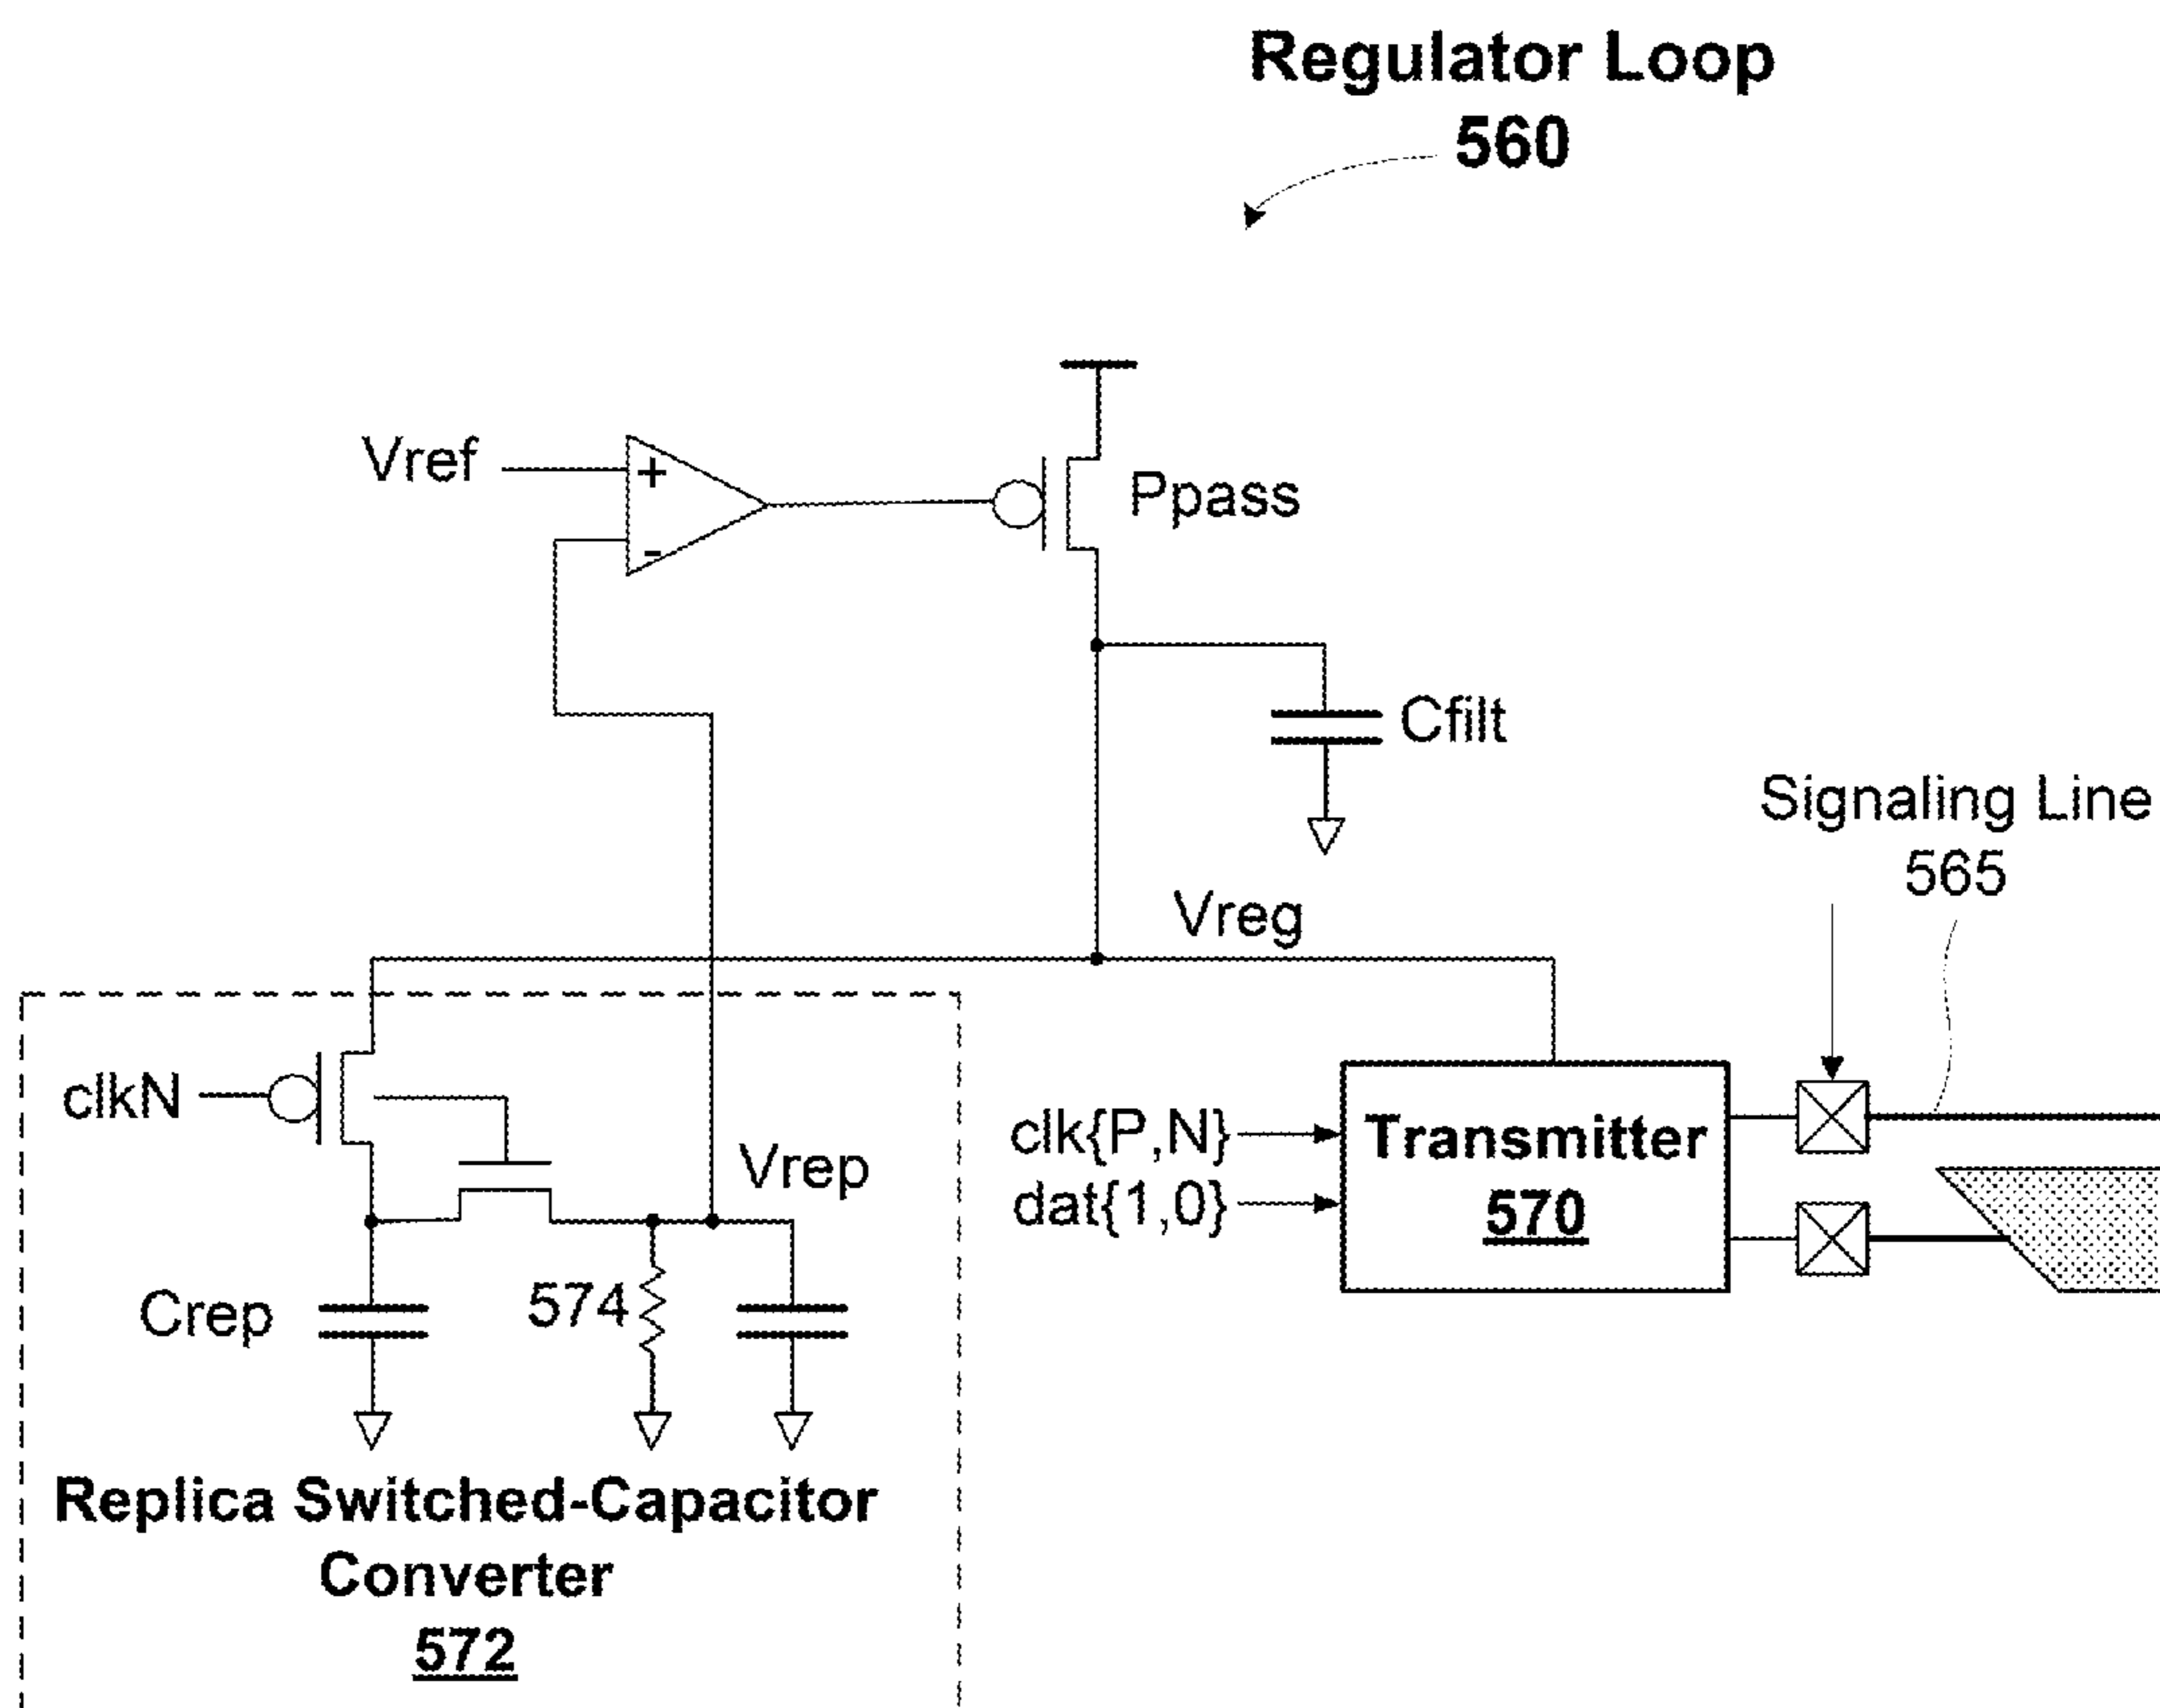 Regulator Loop
560
Vref
+
-
Ppass
Cfilt
Signaling Line
565
Vreg
clkN
Vrep
clk{P,N}
dat{1,0}
Transmitter
570
Crep
574
Replica Switched-Capacitor
Converter
572